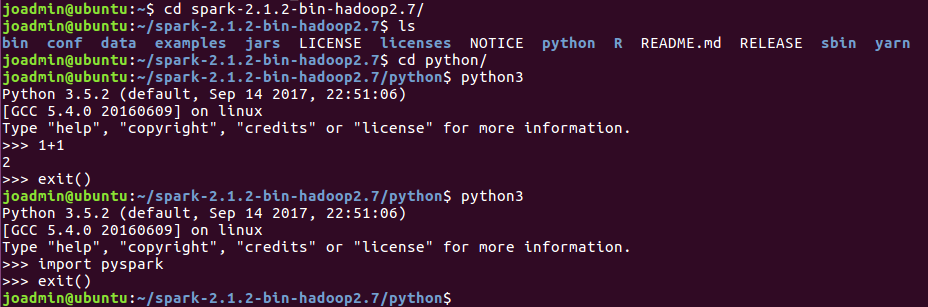 joadmin@ubuntu:~$ cd spark-2.1.2-bin-hadoop2.7/
joadmin@ubuntu:~/spark-2.1.2-bin-hadoop2.7$ ls
bin conf data examples jars LICENSE licenses NOTICE python R README.md RELEASE sbin yarn
joadmin@ubuntu:~/spark-2.1.2-bin-hadoop2.7$ cd python/
joadmin@ubuntu:~/spark-2.1.2-bin-hadoop2.7/python$ python3
Python 3.5.2 (default, Sep 14 2017, 22:51:06)
[GCC 5.4.0 20160609] on linux
Type "help", "copyright", "credits" or "license" for more information.
>>> 1+1
2
>>> exit()
joadmin@ubuntu:~/spark-2.1.2-bin-hadoop2.7/python$ python3
Python 3.5.2 (default, Sep 14 2017, 22:51:06)
[GCC 5.4.0 20160609] on linux
Type "help", "copyright", "credits" or "license" for more information.
>>> import pyspark
>>> exit()
joadmin@ubuntu:~/spark-2.1.2-bin-hadoop2.7/python$